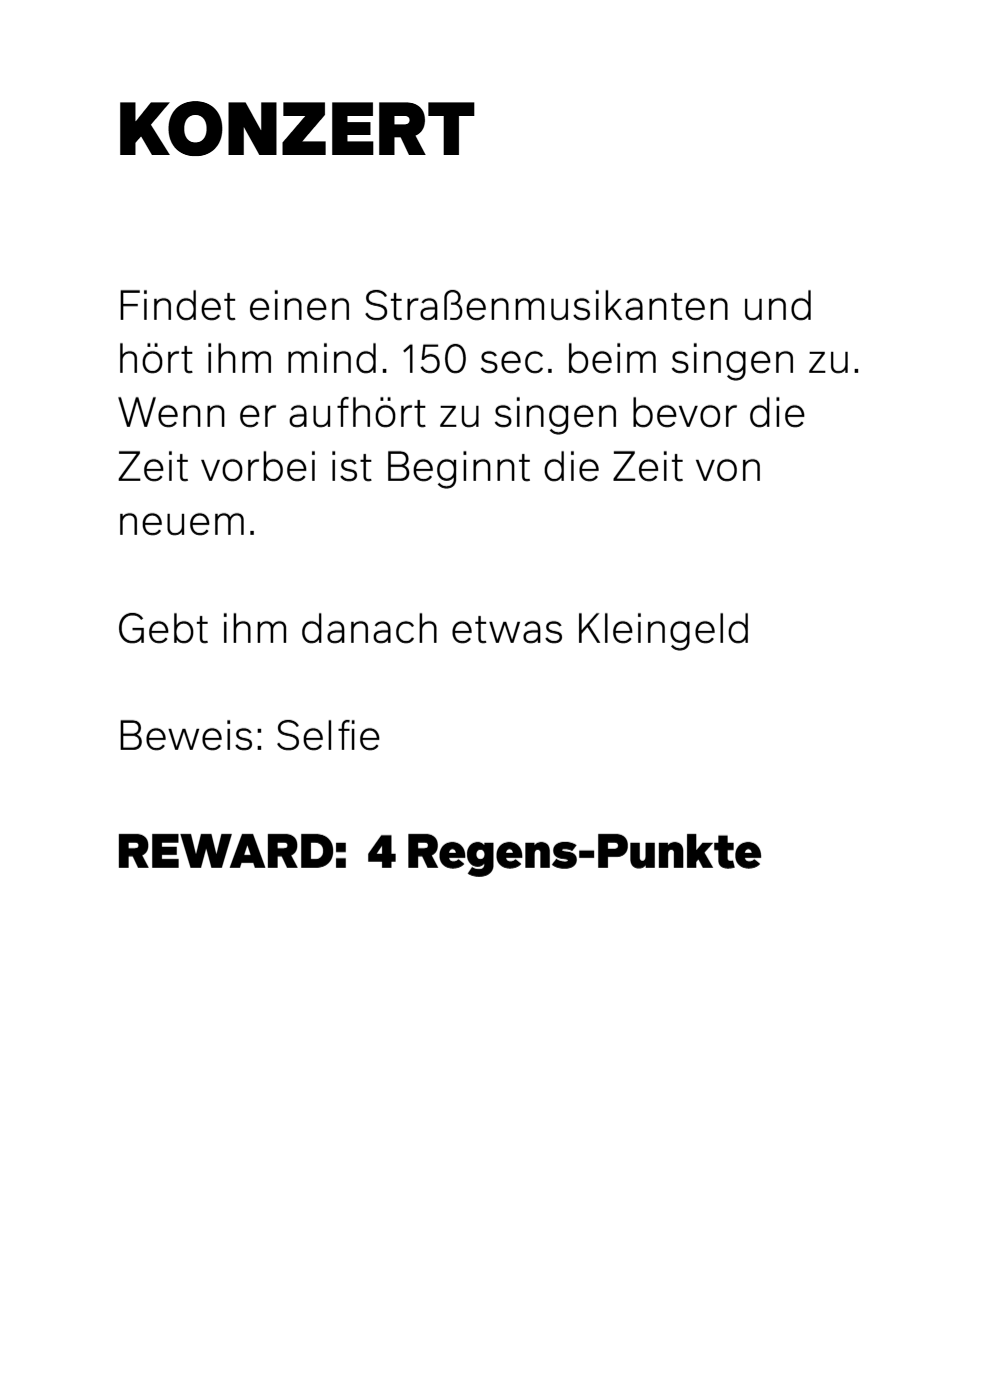 KONZERT
Findet einen Straßenmusikanten und
hört ihm mind. 150 sec. beim singen zu.
Wenn er aufhört zu singen bevor die
Zeit vorbei ist Beginnt die Zeit von
neuem.
Gebt ihm danach etwas Kleingeld
Beweis: Selfie
REWARD: 4 Regens-Punkte